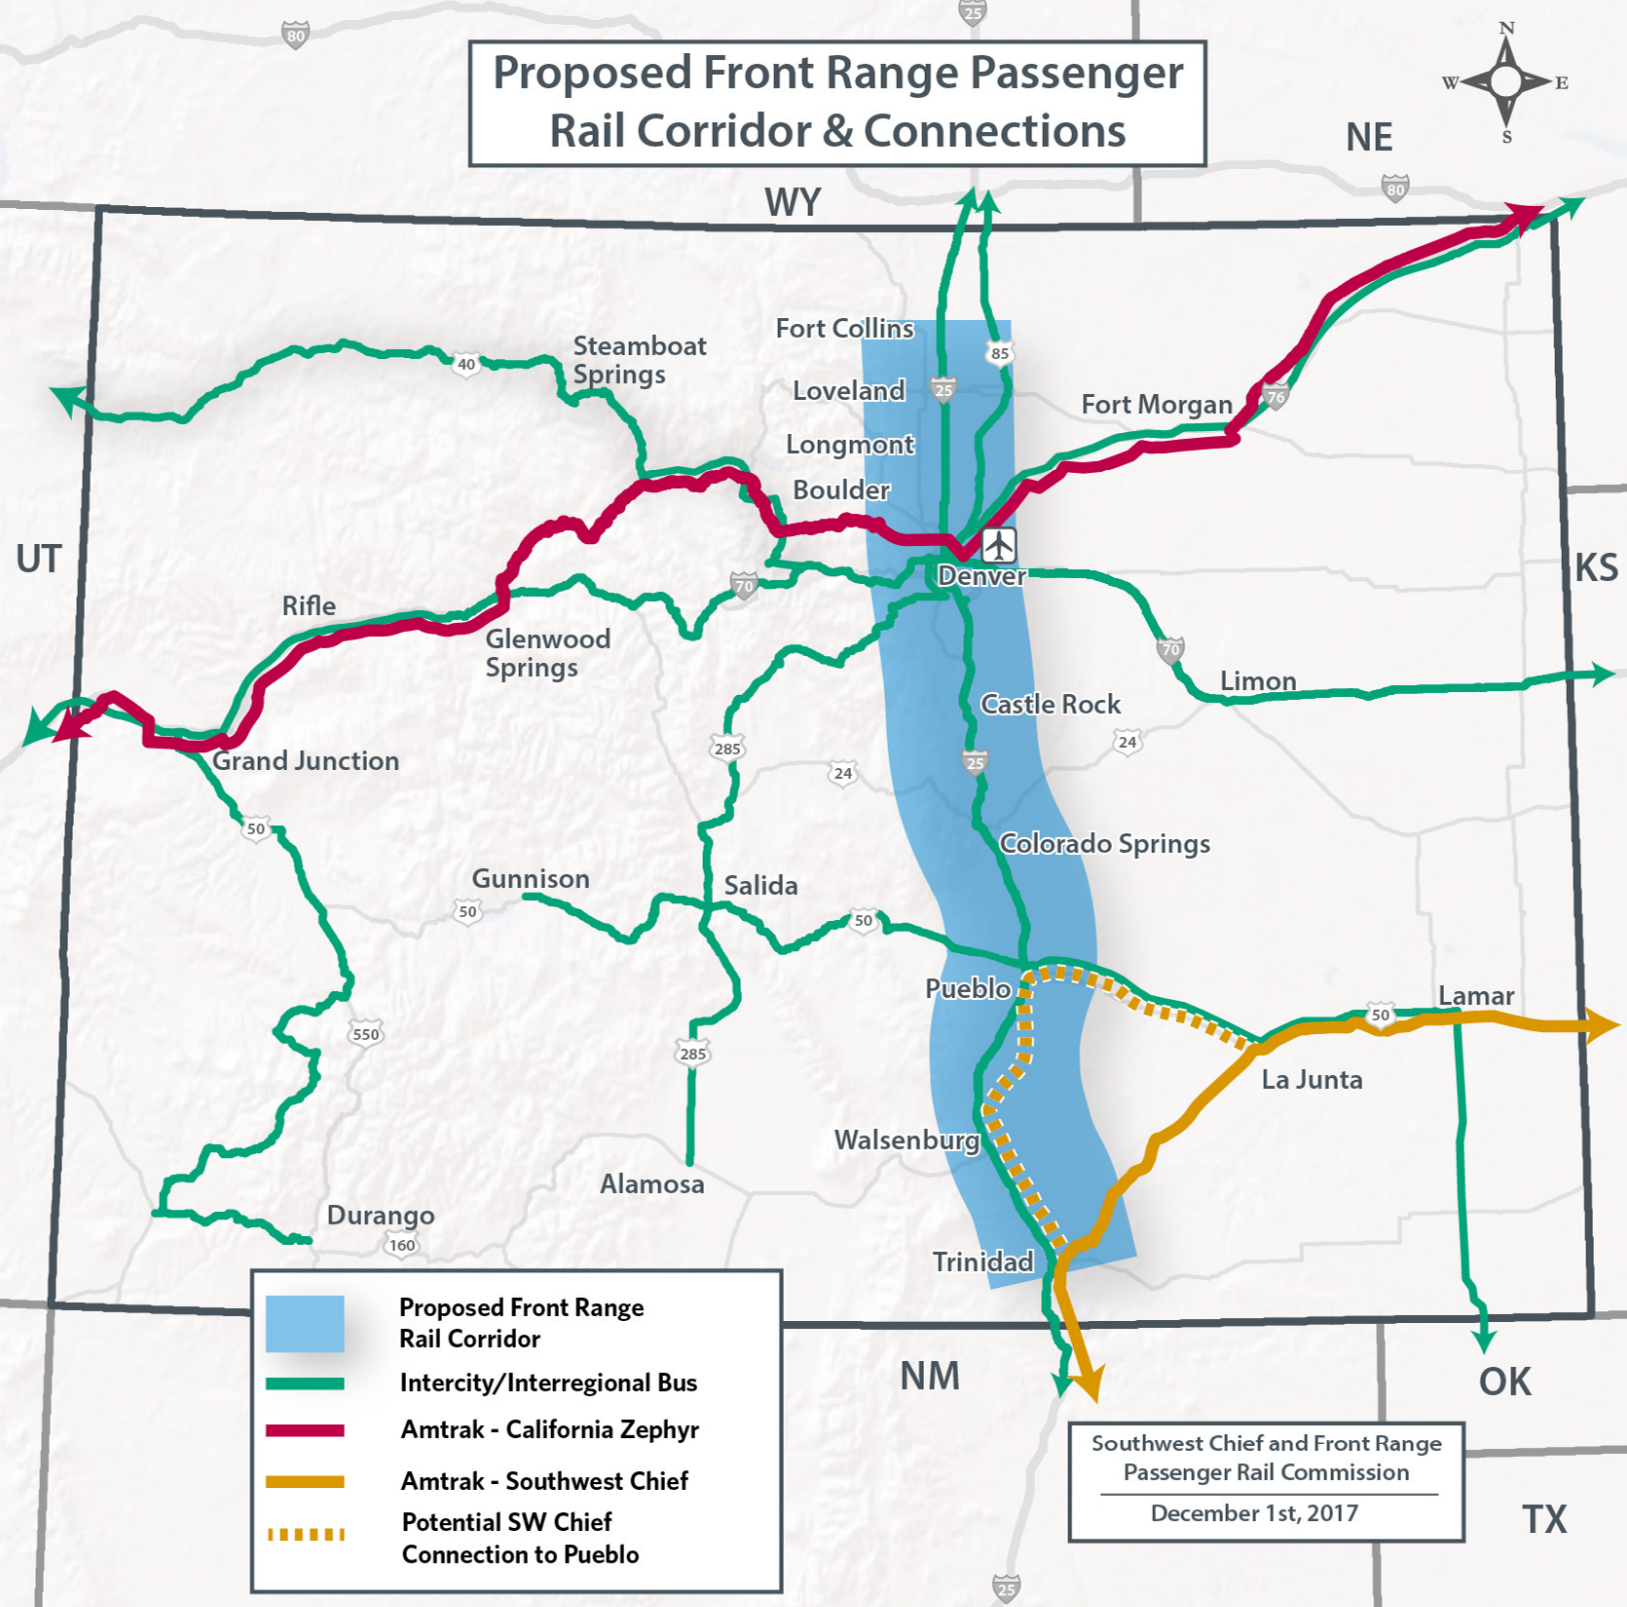 80
25
Proposed Front Range Passenger
Rail Corridor & Connections
N
W
E
S
NE
80
WY
Fort Collins
Steamboat
Springs
40
85
Loveland
25
76
Fort Morgan
Longmont
Boulder
UT
Denver
KS
70
Rifle
Glenwood
Springs
70
Limon
Castle Rock
285
24
24
25
Grand Junction
50
Colorado Springs
Gunnison
Salida
50
50
Pueblo
Lamar
50
550
285
La Junta
Walsenburg
Alamosa
Durango
160
Trinidad
Proposed Front Range
Rail Corridor
Intercity/Interregional Bus
Amtrak - California Zephyr
Amtrak - Southwest Chief
Potential SW Chief
Connection to Pueblo
NM
OK
Southwest Chief and Front Range
Passenger Rail Commission
December 1st, 2017
TX
25